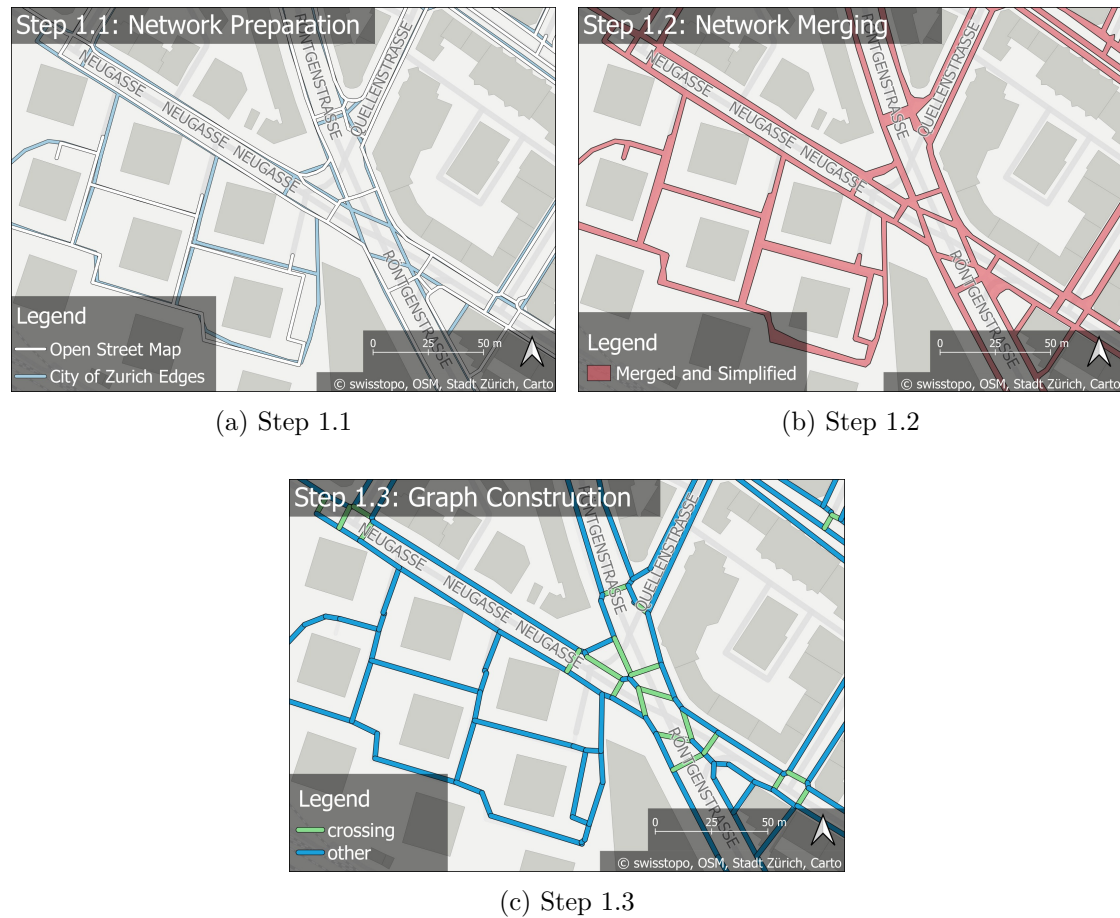 Step 1.1: Network Preparation
RÖNTGENSTRASSE
QUELLENSTRASSE
NEUGASSE
NEUGASSE
NEUGASSE
RÖNTGENSTRASSE
Legend
Open Street Map
City of Zurich Edges
0 25 50 m
© swisstopo, OSM, Stadt Zürich, Carto
(a) Step 1.1
Step 1.2: Network Merging
RÖNTGENSTRASSE
QUELLENSTRASSE
NEUGASSE
NEUGASSE
NEUGASSE
RÖNTGENSTRASSE
Legend
Merged and Simplified
0 25 50 m
© swisstopo, OSM, Stadt Zürich, Carto
(b) Step 1.2
Step 1.3: Graph Construction
RÖNTGENSTRASSE
QUELLENSTRASSE
NEUGASSE
NEUGASSE
NEUGASSE
RÖNTGENSTRASSE
Legend
crossing
other
0 25 50 m
© swisstopo, OSM, Stadt Zürich, Carto
(c) Step 1.3